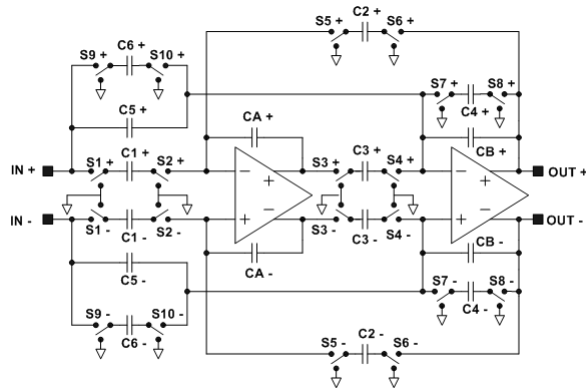 C2 +
S5 + S6 +
S9 + C6 + S10 +
S7 + S8 +
C4 +
C5 +
CA +
CB +
IN + S1 + C1 + S2 + S3 + C3 + S4 + OUT +
− + − +
IN - S1 - C1 - S2 - + − S3 - C3 - S4 - + − OUT -
CA -
CB -
C5 -
S7 - C4 - S8 -
S9 - C6 - S10 -
S5 - C2 - S6 -